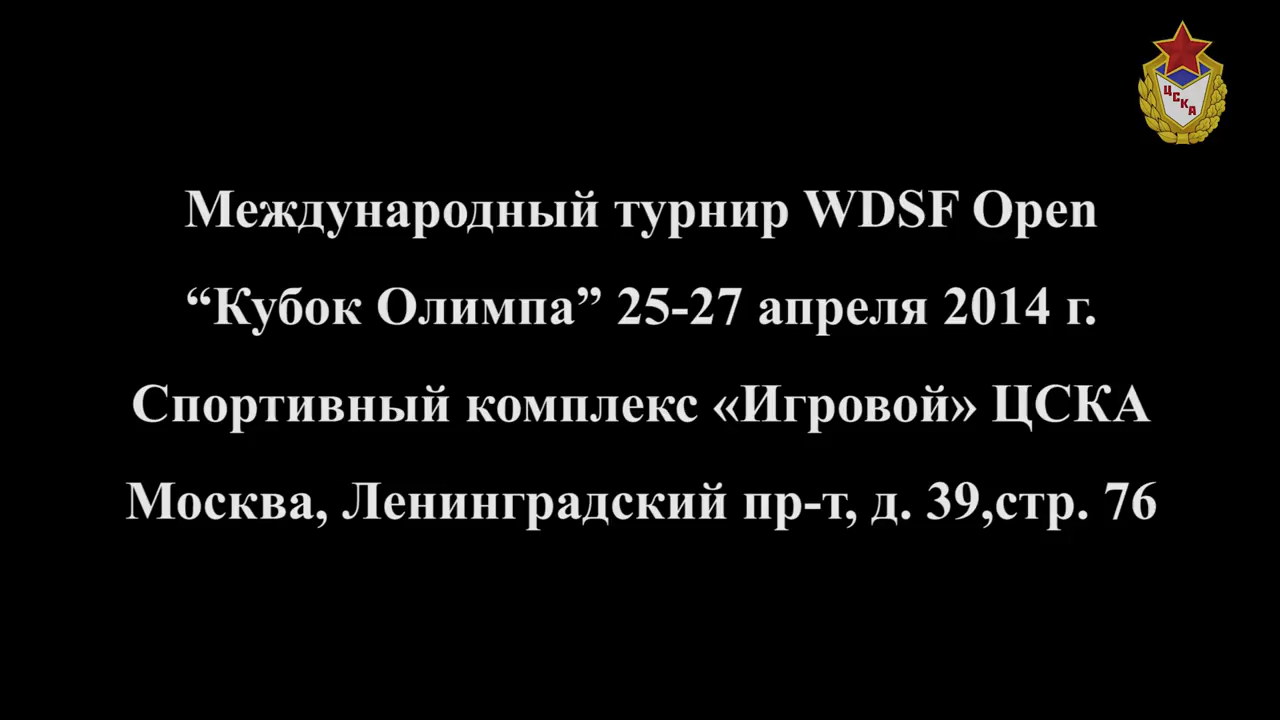 ЦСКА
Международный турнир WDSF Open
“Кубок Олимпа” 25-27 апреля 2014 г.
Спортивный комплекс «Игровой» ЦСКА
Москва, Ленинградский пр-т, д. 39,стр. 76